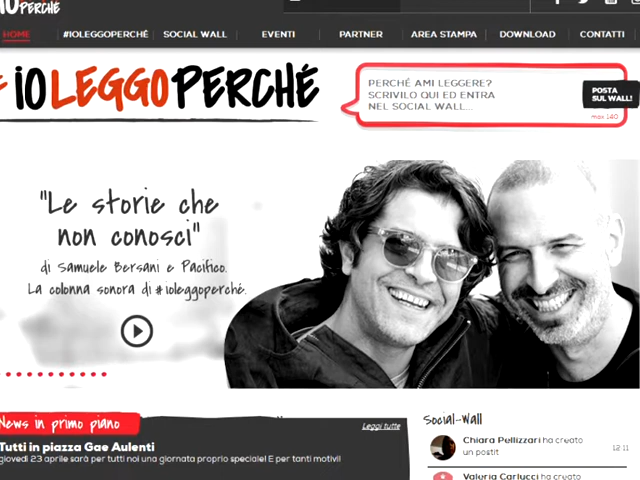 IO PERCHÉ
HOME #IOLEGGOPERCHÉ SOCIAL WALL EVENTI PARTNER AREA STAMPA DOWNLOAD CONTATTI
#IOLEGGOPERCHÉ
PERCHÉ AMI LEGGERE?
SCRIVILO QUI ED ENTRA
NEL SOCIAL WALL...
POSTA
SUL WALL!
max 140
"Le storie che
non conosci"
di Samuele Bersani e Pacifico.
La colonna sonora di #ioleggoperché.
News in primo piano
Leggi tutte
Tutti in piazza Gae Aulenti
giovedì 23 aprile sarà per tutti noi una giornata proprio speciale! E per tanti motivi!
Social-Wall
Chiara Pellizzari ha creato
un postit
12:11
Valeria Carlucci ha creato